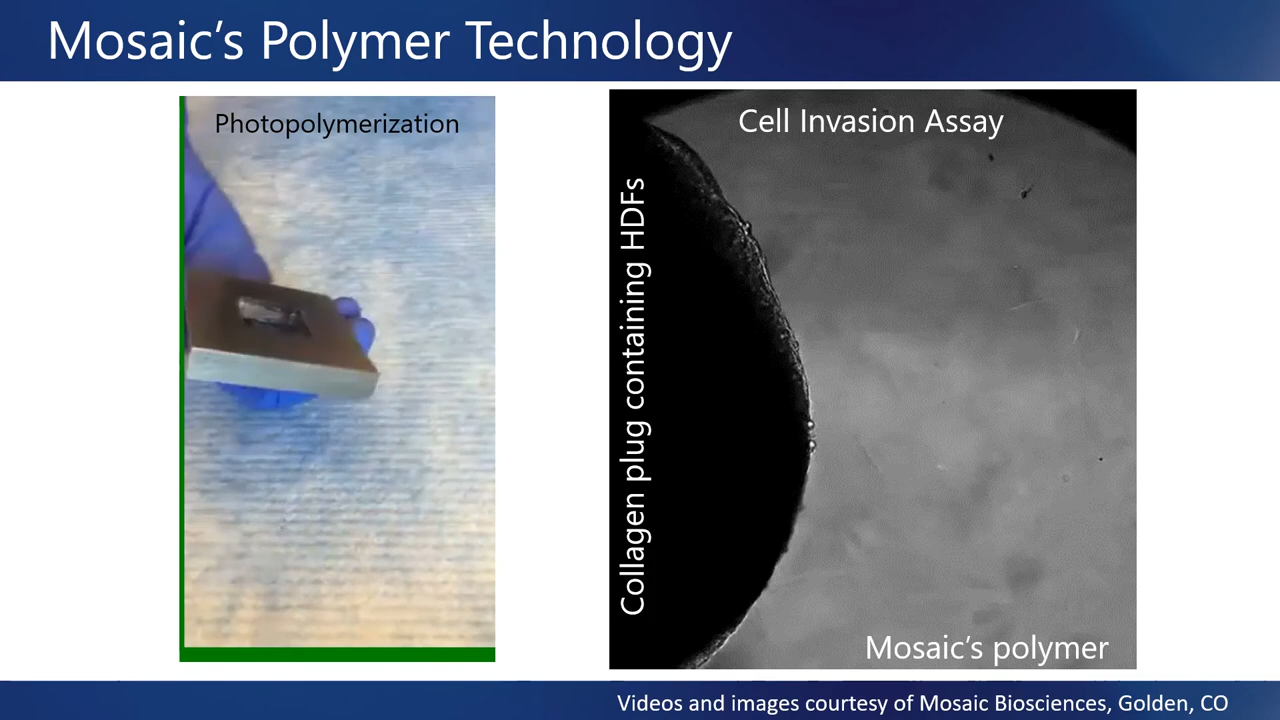 Mosaic’s Polymer Technology
Photopolymerization
Cell Invasion Assay
Collagen plug containing HDFs
Mosaic’s polymer
Videos and images courtesy of Mosaic Biosciences, Golden, CO